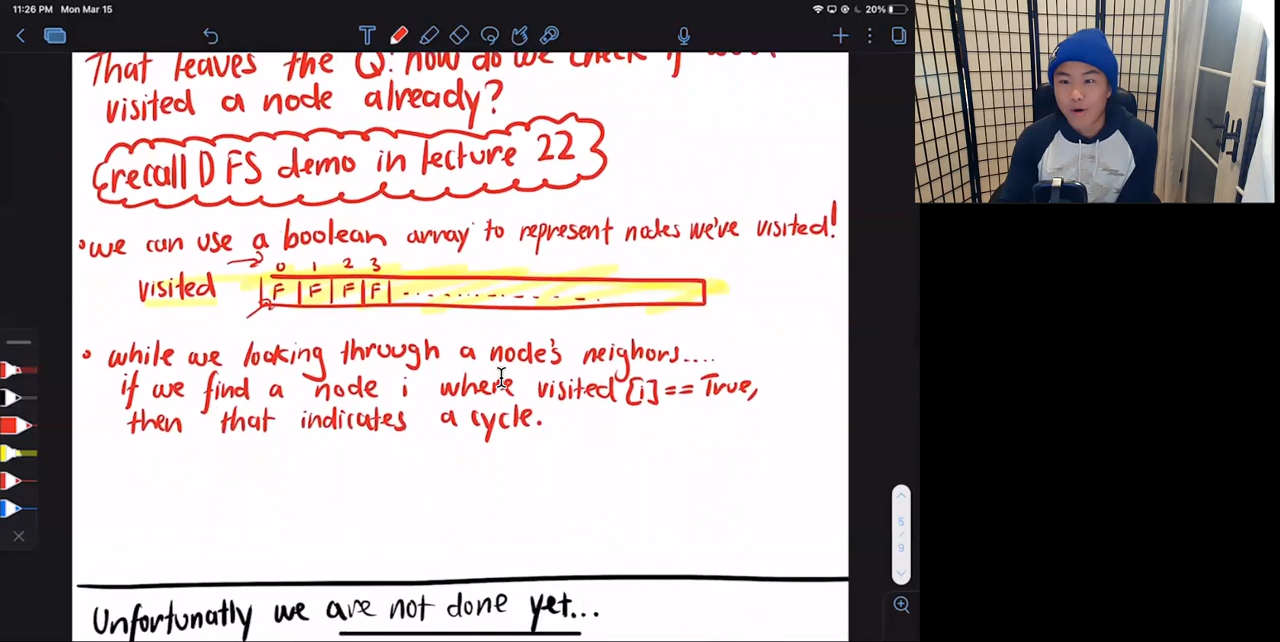 11:26 PM Mon Mar 15
20%
That leaves the Q: how do we check if
visited a node already?
recall DFS demo in lecture 22
• we can use a boolean array to represent nodes we've visited!
0 1 2 3
visited F F F F
• while we looking through a node's neighors....
if we find a node i where visited [i] == True,
then that indicates a cycle.
5
9
Unfortunatly we are not done yet...